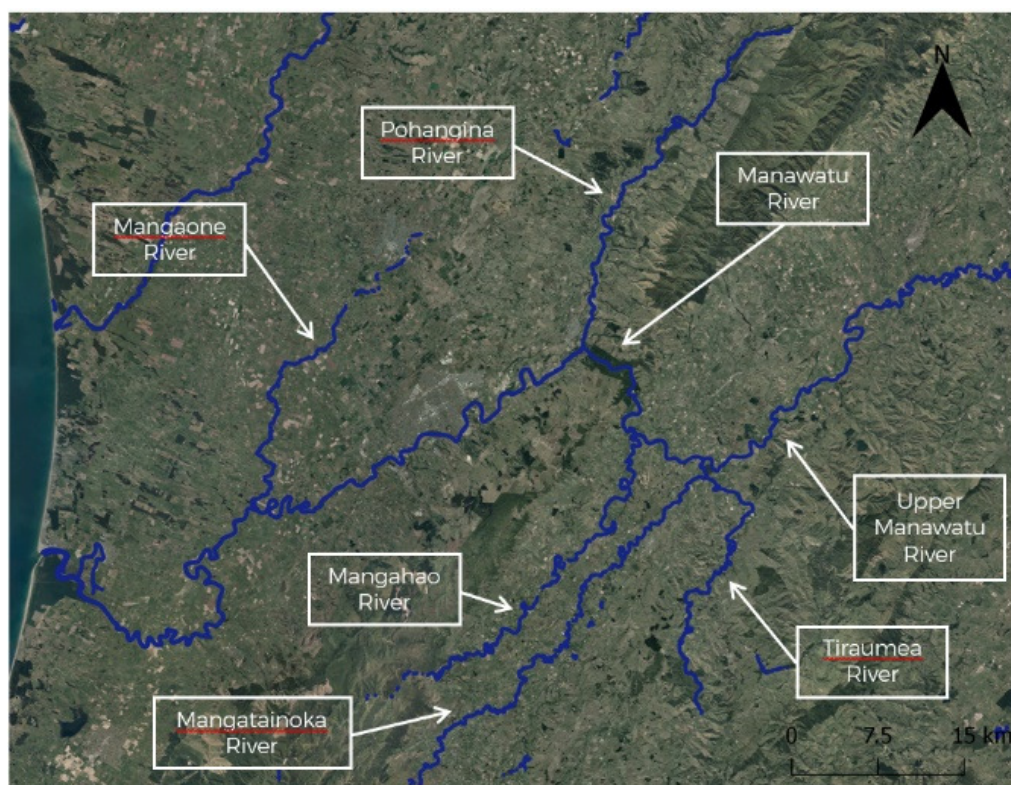 N
Pohangina
River
Manawatu
River
Mangaone
River
Upper
Manawatu
River
Mangahao
River
Tiraumea
River
Mangatainoka
River
0 7.5 15 km